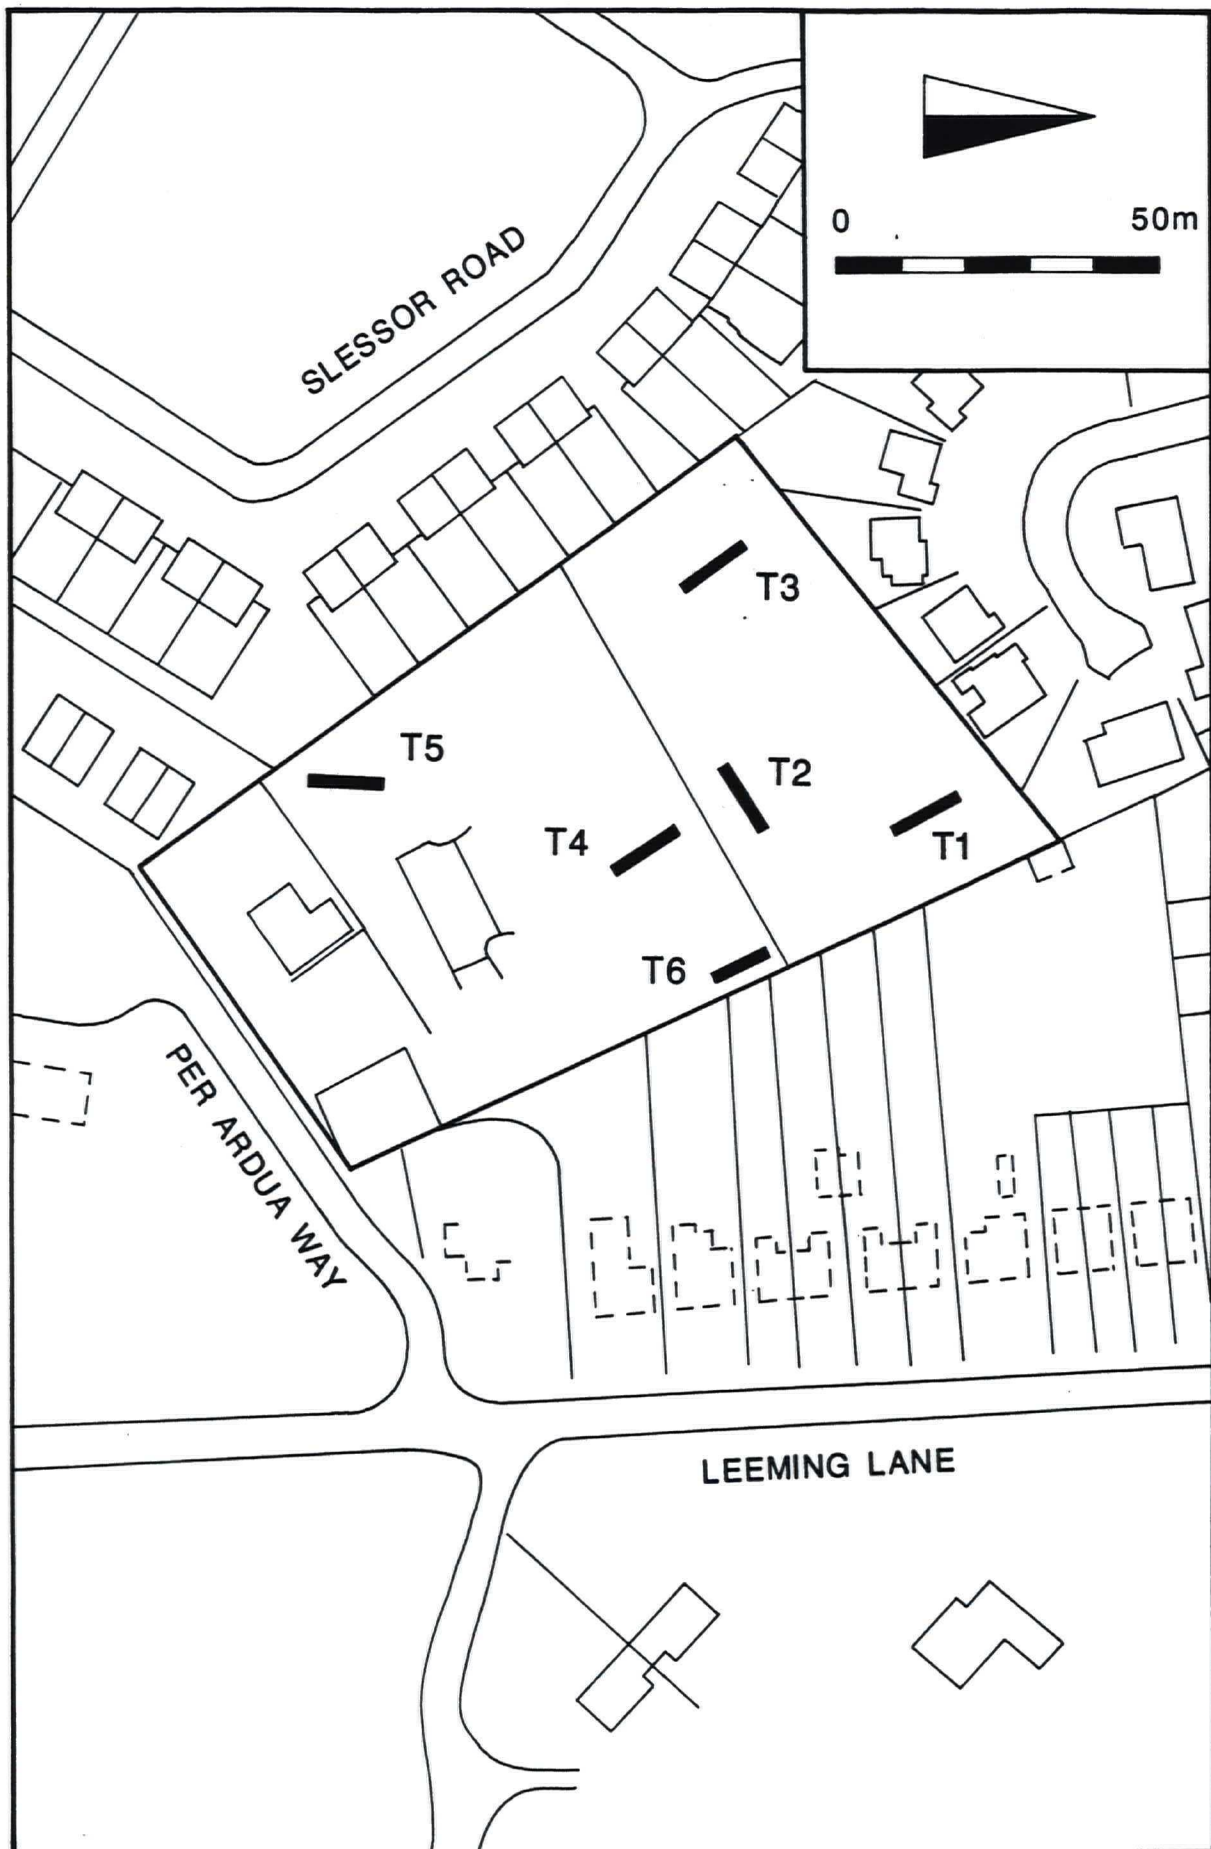 0 50m
SLESSOR ROAD
T3
T5
T2
T4
T1
T6
PER ARDUA WAY
LEEMING LANE